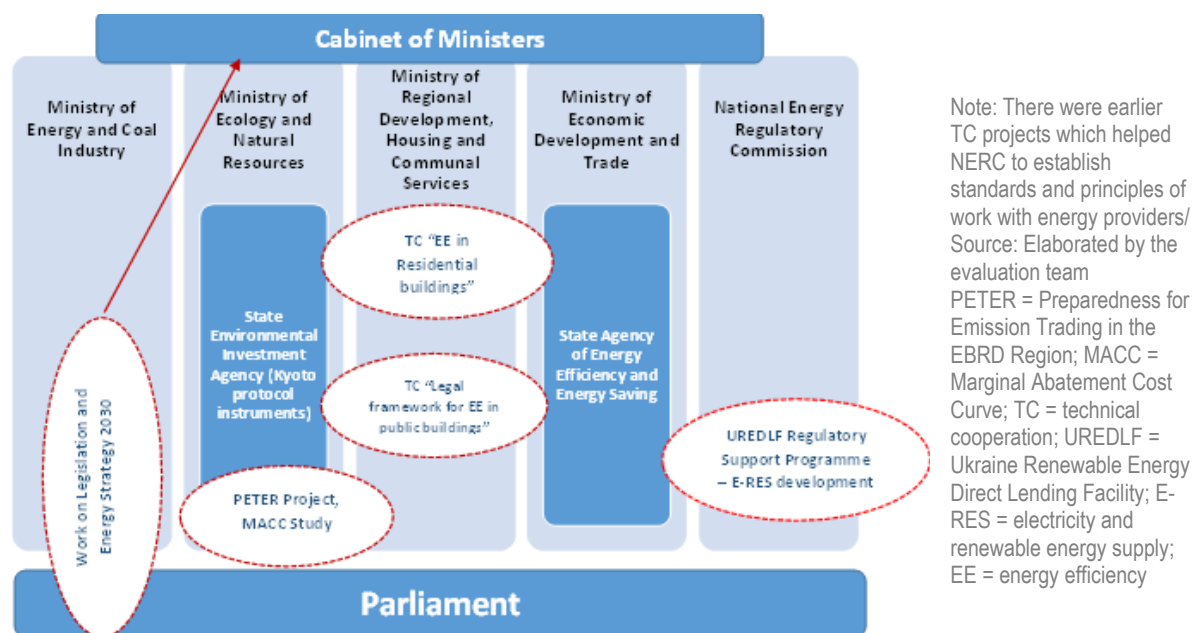 Cabinet of Ministers
Ministry of
Energy and Coal
Industry
Ministry of
Ecology and
Natural
Resources
Ministry of
Regional
Development,
Housing and
Communal
Services
Ministry of
Economic
Development and
Trade
National Energy
Regulatory
Commission
TC “EE in
Residential
buildings”
State
Environmental
Investment
Agency (Kyoto
protocol
instruments)
State Agency
of Energy
Efficiency and
Energy Saving
TC “Legal
framework for EE in
public buildings”
Work on Legislation and
Energy Strategy 2030
PETER Project,
MACC Study
UREDLF Regulatory
Support Programme
– E-RES development
Parliament
Note: There were earlier
TC projects which helped
NERC to establish
standards and principles of
work with energy providers/
Source: Elaborated by the
evaluation team
PETER = Preparedness for
Emission Trading in the
EBRD Region; MACC =
Marginal Abatement Cost
Curve; TC = technical
cooperation; UREDLF =
Ukraine Renewable Energy
Direct Lending Facility; E-
RES = electricity and
renewable energy supply;
EE = energy efficiency